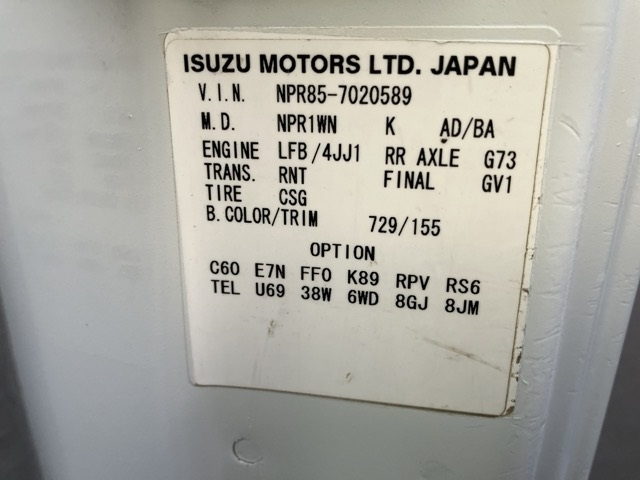 ISUZU MOTORS LTD. JAPAN
V.I.N. NPR85-7020589
M.D. NPR1WN K AD/BA
ENGINE LFB/4JJ1 RR AXLE G73
TRANS. RNT FINAL GV1
TIRE CSG
B.COLOR/TRIM 729/155
OPTION
C60 E7N FF0 K89 RPV RS6
TEL U69 38W 6WD 8GJ 8JM